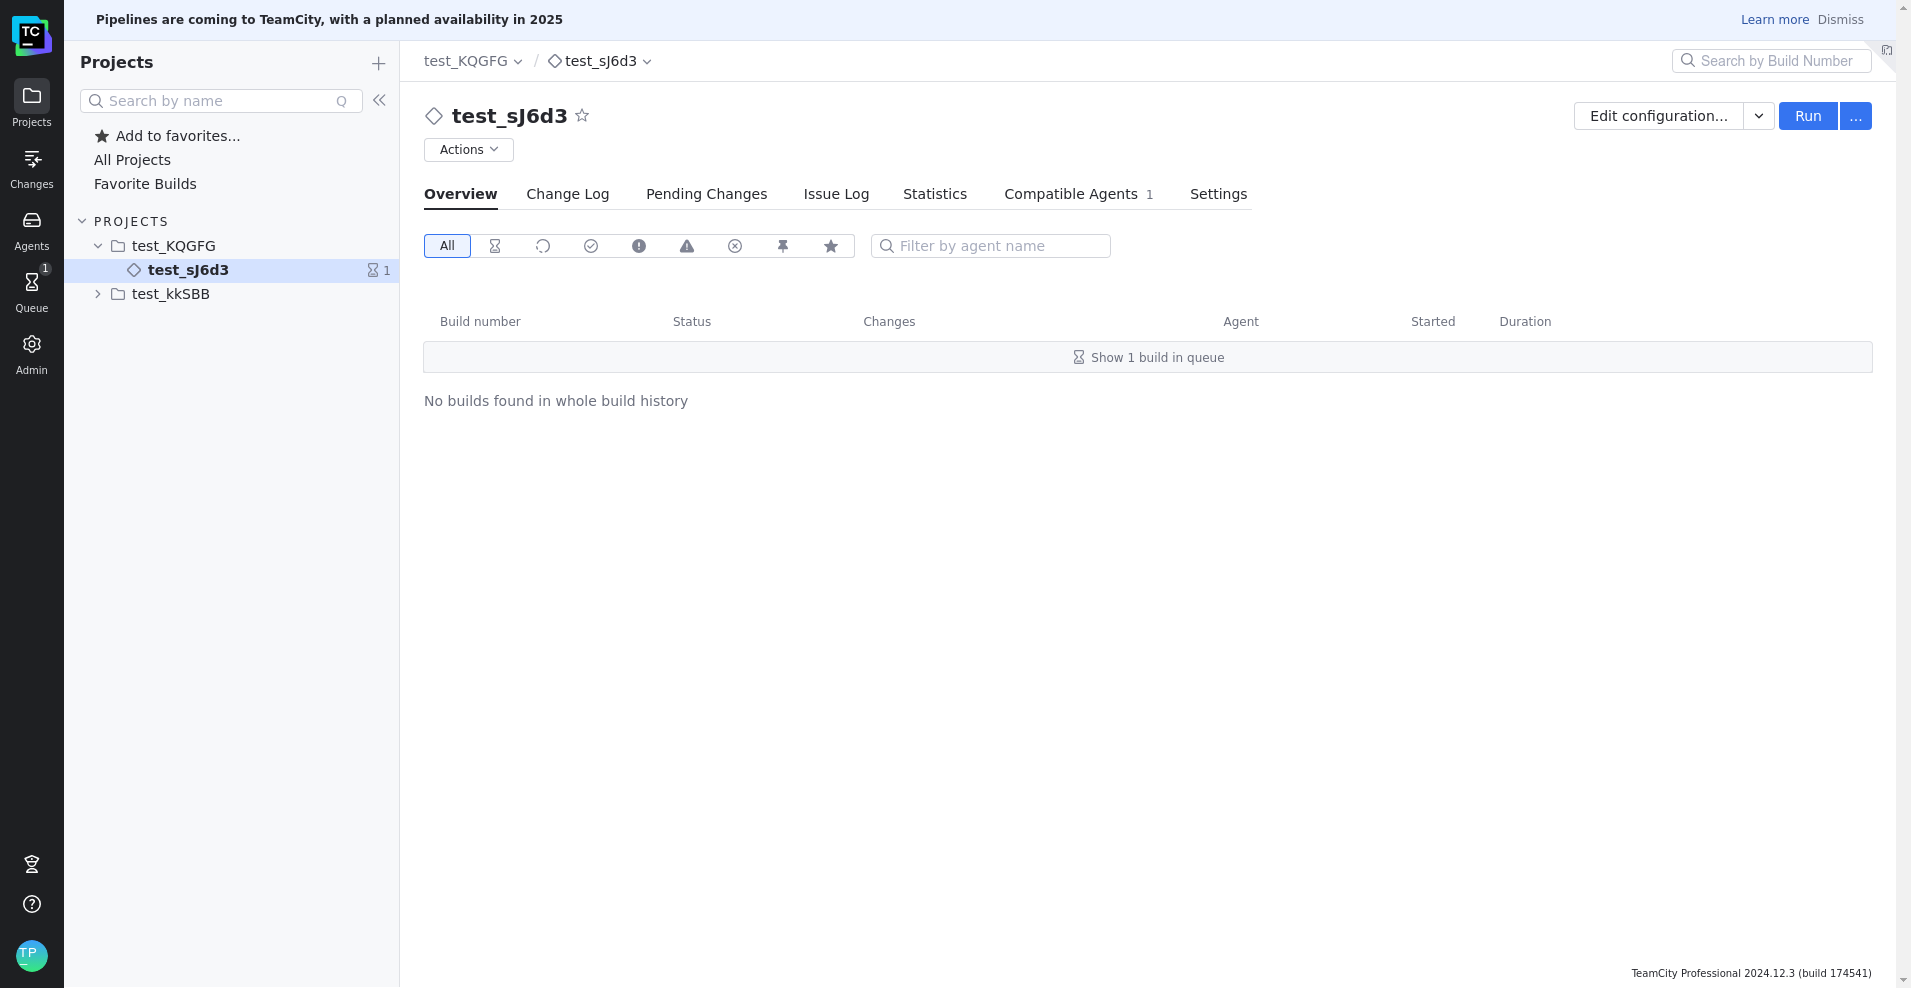 Pipelines are coming to TeamCity, with a planned availability in 2025
Learn more
Dismiss
TC
Projects
Changes
Agents
1
Queue
Admin
TP
Projects
Search by name
Q
Add to favorites...
All Projects
Favorite Builds
PROJECTS
test_KQGFG
test_sJ6d3
1
test_kkSBB
test_KQGFG / test_sJ6d3
Search by Build Number
test_sJ6d3
Edit configuration...
Run
...
Actions
Overview
Change Log
Pending Changes
Issue Log
Statistics
Compatible Agents 1
Settings
All
Filter by agent name
Build number
Status
Changes
Agent
Started
Duration
Show 1 build in queue
No builds found in whole build history
TeamCity Professional 2024.12.3 (build 174541)